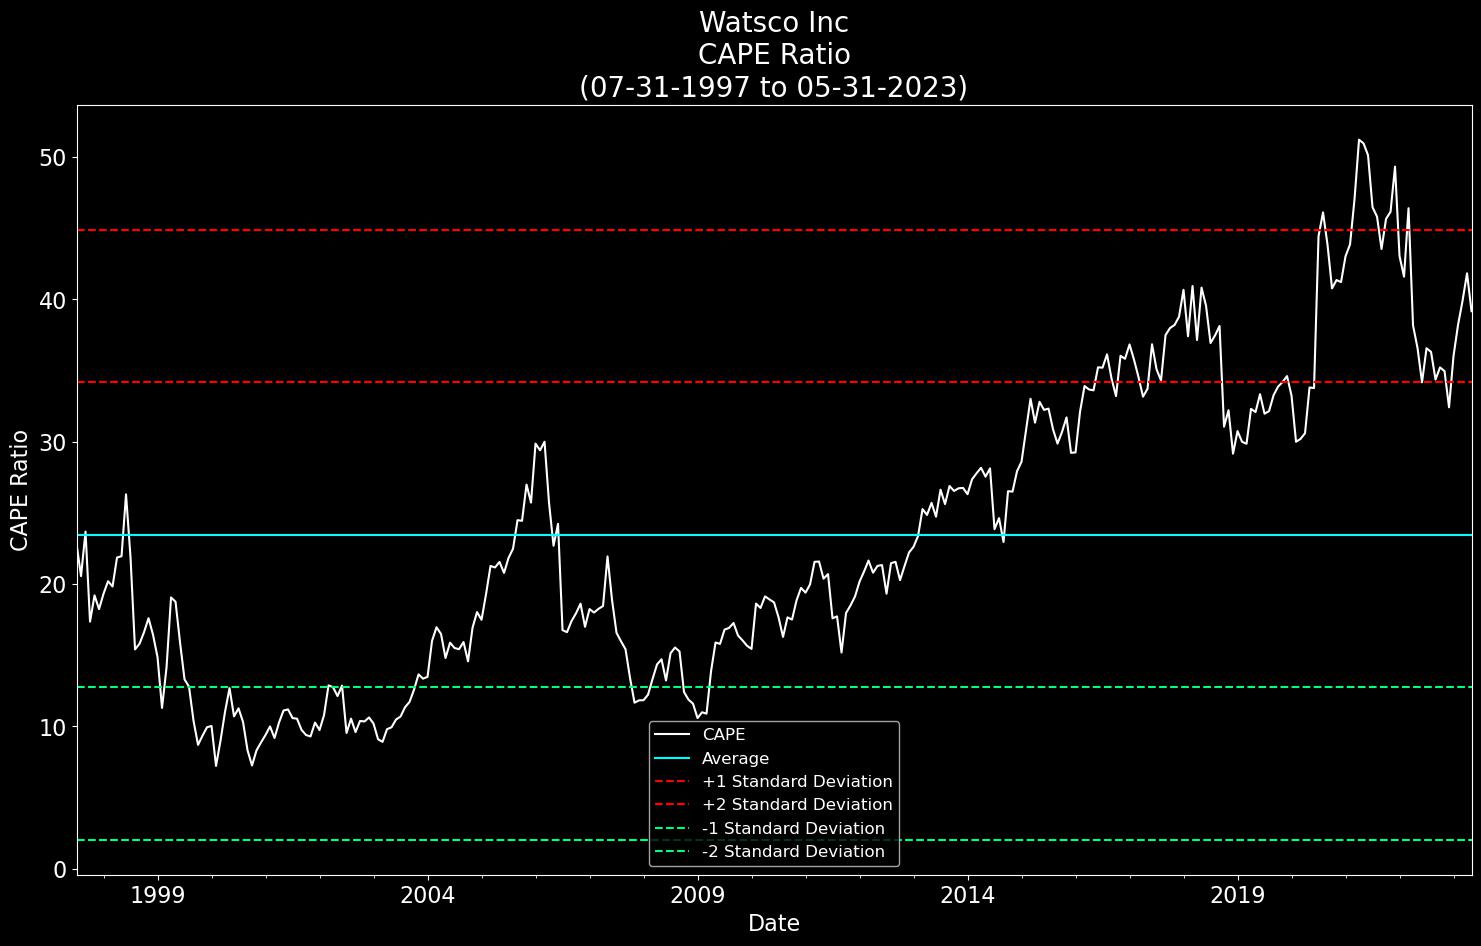 Watsco Inc
CAPE Ratio
(07-31-1997 to 05-31-2023)
50
40
30
20
10
0
CAPE Ratio
CAPE
Average
+1 Standard Deviation
+2 Standard Deviation
-1 Standard Deviation
-2 Standard Deviation
1999 2004 2009 2014 2019
Date